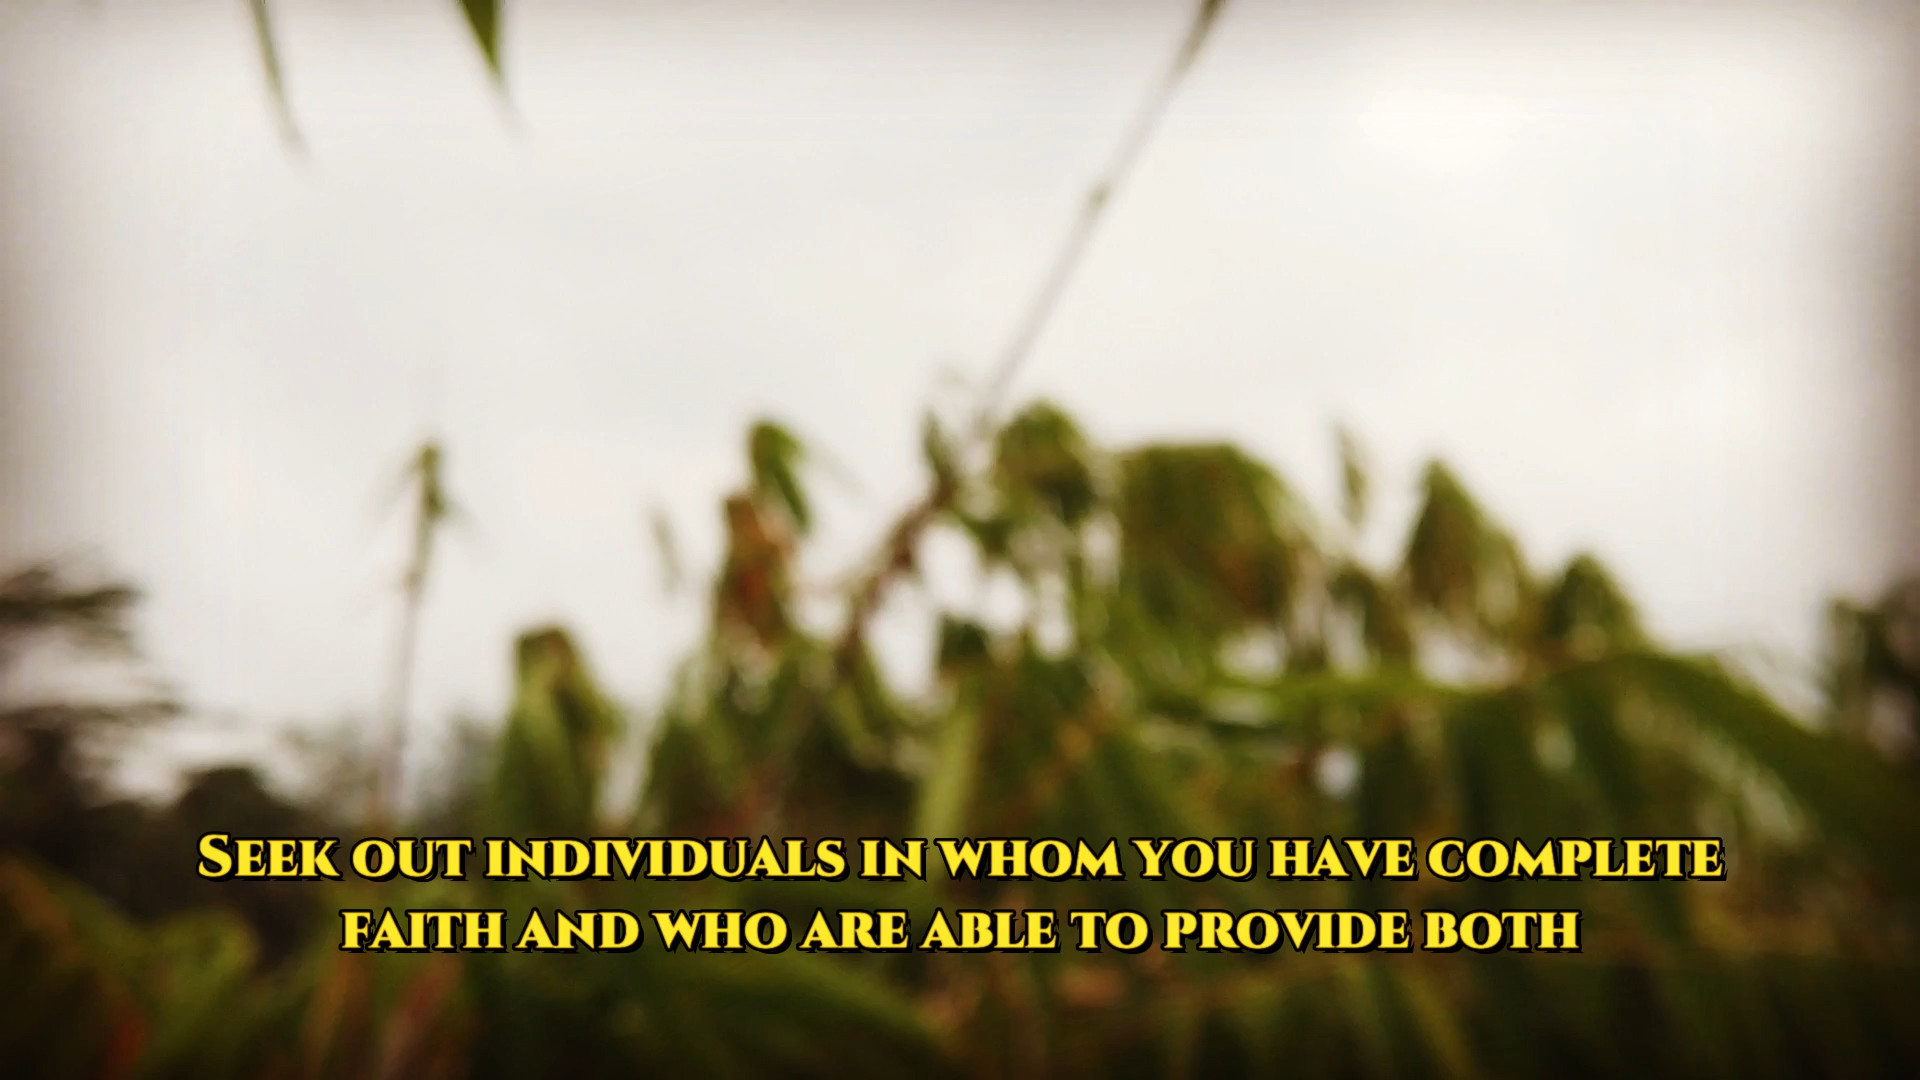 Seek out individuals in whom you have complete
faith and who are able to provide both